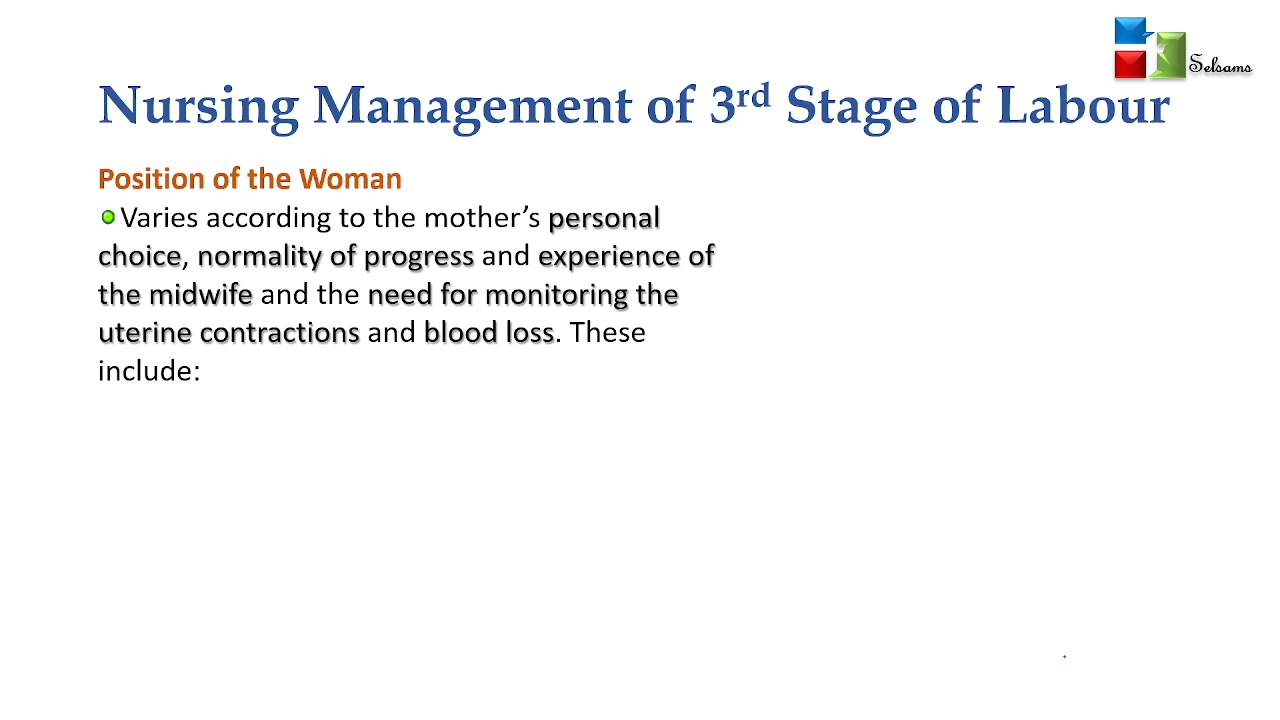 Selsams
Nursing Management of 3rd Stage of Labour
Position of the Woman
Varies according to the mother’s personal
choice, normality of progress and experience of
the midwife and the need for monitoring the
uterine contractions and blood loss. These
include: